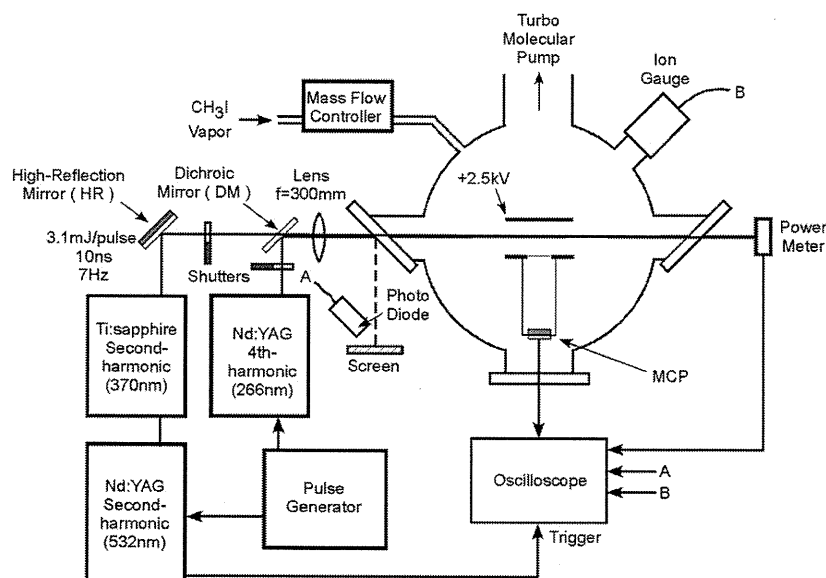 Turbo
Molecular
Pump
Ion
Gauge
B
CH3I
Vapor
Mass Flow
Controller
High-Reflection
Mirror ( HR )
Dichroic
Mirror ( DM )
Lens
f=300mm
+2.5kV
3.1mJ/pulse
10ns
7Hz
Shutters
A
Photo
Diode
Power
Meter
Ti:sapphire
Second-
harmonic
(370nm)
Nd:YAG
4th-
harmonic
(266nm)
Screen
MCP
Nd:YAG
Second-
harmonic
(532nm)
Pulse
Generator
Oscilloscope
A
B
Trigger